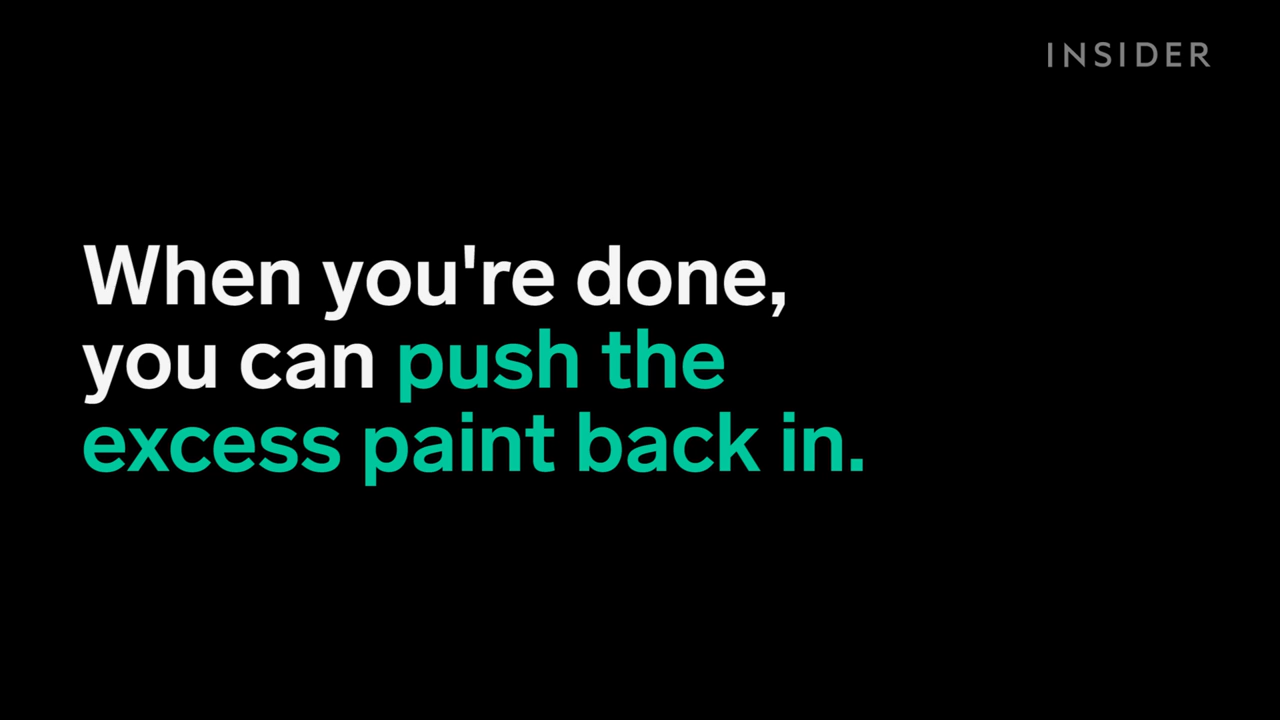 INSIDER
When you're done,
you can push the
excess paint back in.